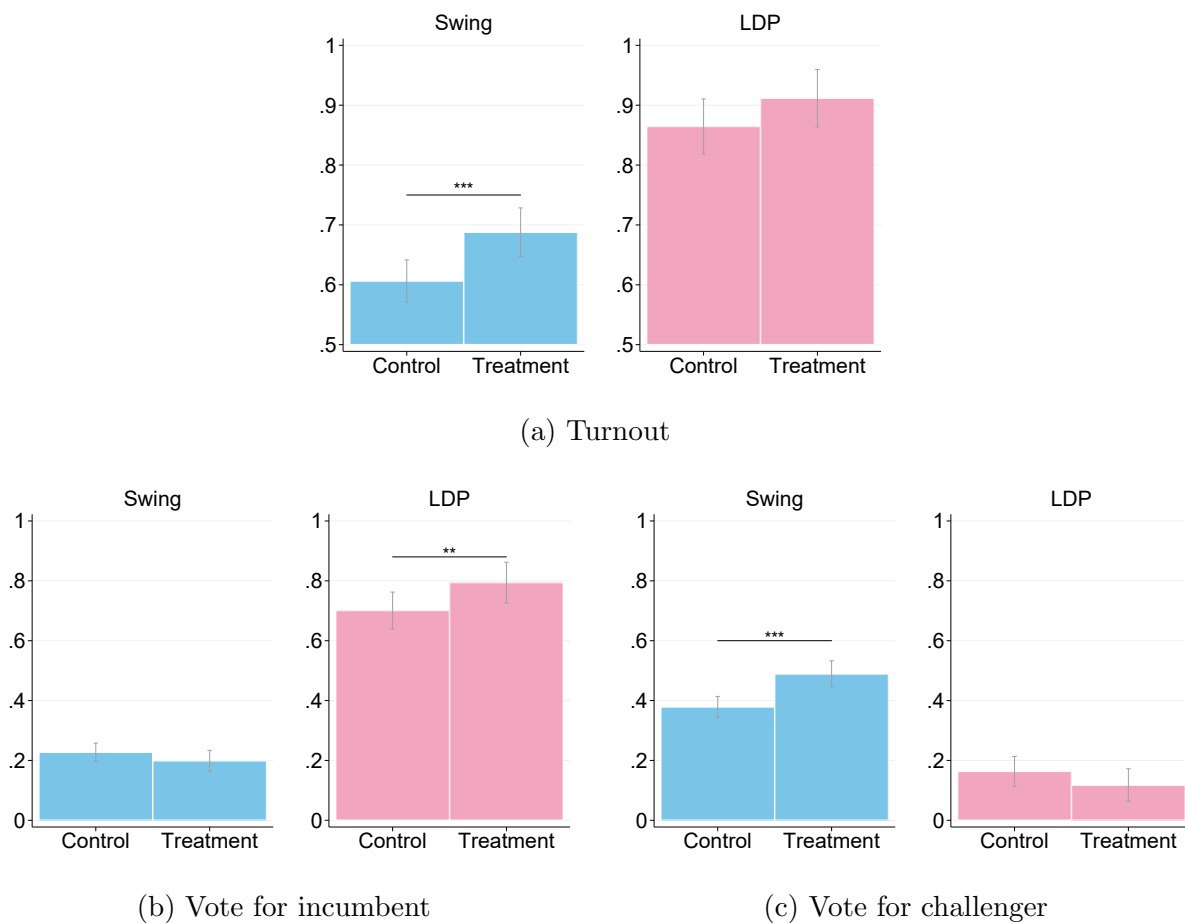 Swing
LDP
1
.9
.8
.7
.6
.5
***
Control
Treatment
1
.9
.8
.7
.6
.5
Control
Treatment
(a) Turnout
Swing
LDP
1
.8
.6
.4
.2
0
Control
Treatment
1
.8
.6
.4
.2
0
**
Control
Treatment
(b) Vote for incumbent
Swing
LDP
1
.8
.6
.4
.2
0
***
Control
Treatment
1
.8
.6
.4
.2
0
Control
Treatment
(c) Vote for challenger